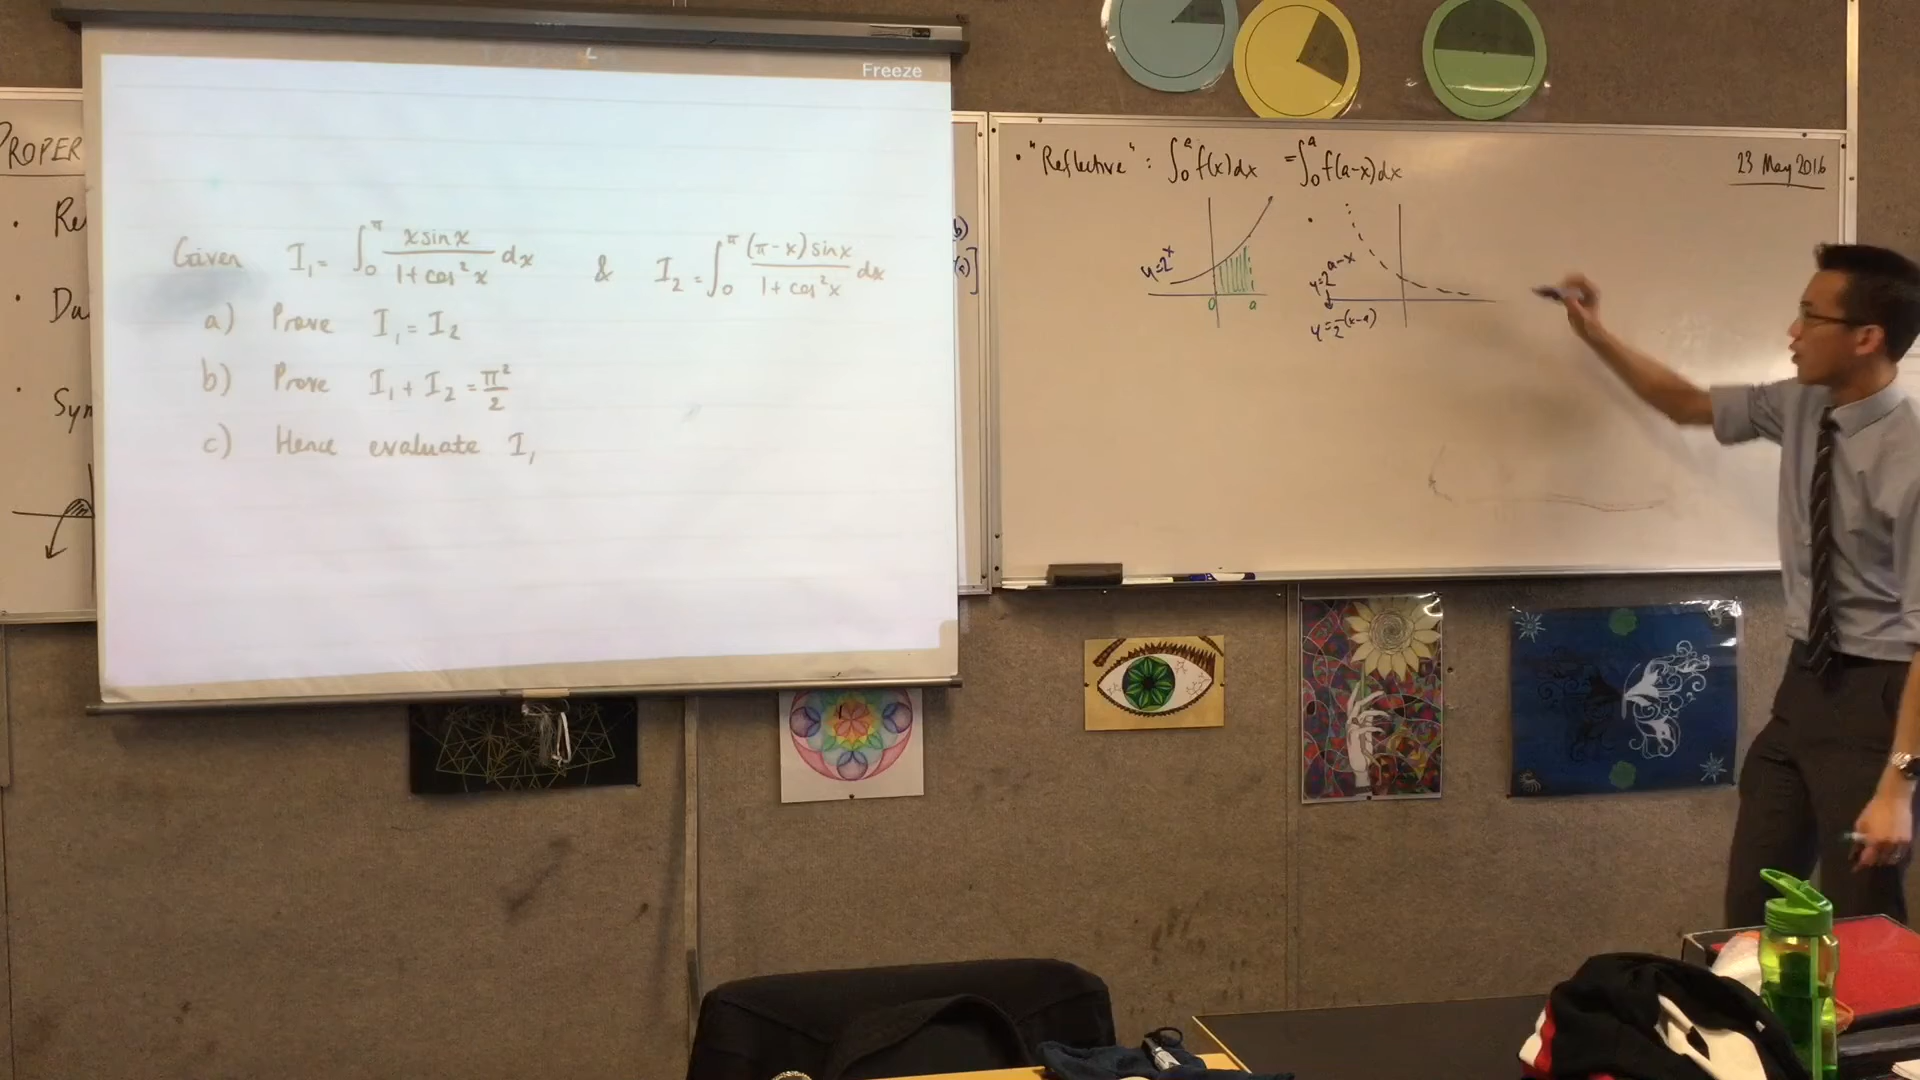 Freeze
PROPER
Re
Da
Sym
Given I₁ = ∫₀^π (x sin x)/(1 + cos²x) dx & I₂ = ∫₀^π ((π-x) sin x)/(1 + cos²x) dx
a) Prove I₁ = I₂
b) Prove I₁ + I₂ = π²/2
c) Hence evaluate I₁
b)
• "Reflective" : ∫₀^a f(x)dx = ∫₀^a f(a-x)dx
23 May 2016
y=2^x
0 a
y=2^(a-x)
y=2^-(x-a)